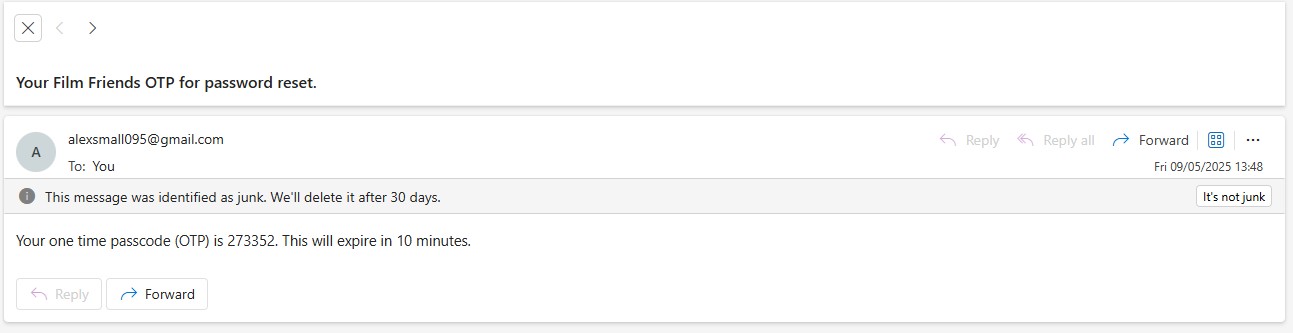 Your Film Friends OTP for password reset.
A
alexsmall095@gmail.com
Reply
Reply all
Forward
To: You
Fri 09/05/2025 13:48
This message was identified as junk. We'll delete it after 30 days.
It's not junk
Your one time passcode (OTP) is 273352. This will expire in 10 minutes.
Reply
Forward